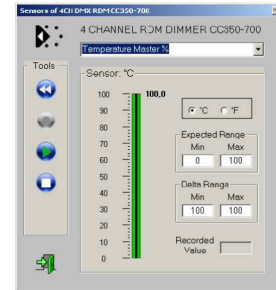 Sensors of 4CH DMX RDM CC350-700
4 CHANNEL RDM DIMMER CC350-700
Temperature Master %
Tools
Sensor: °C
100
100,0
90
80
70
60
50
40
30
20
10
0
°C °F
Expected Range
Min Max
0 100
Delta Range
Min Max
100 100
Recorded
Value